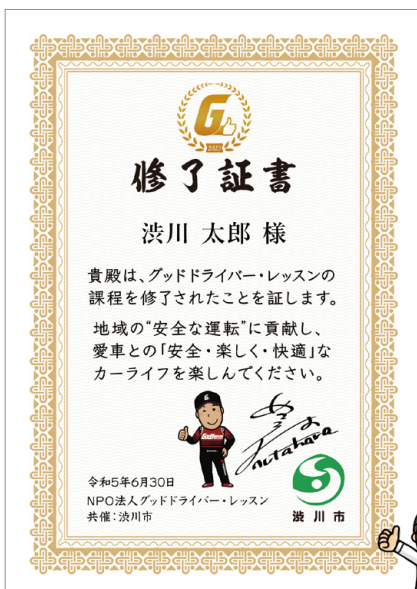 G
2023
修了証書
渋川 太郎 様
貴殿は、グッドドライバー・レッスンの
課程を修了されたことを証します。
地域の“安全な運転”に貢献し、
愛車との「安全・楽しく・快適」な
カーライフを楽しんでください。
令和5年6月30日
NPO法人グッドドライバー・レッスン
共催：渋川市
渋川市